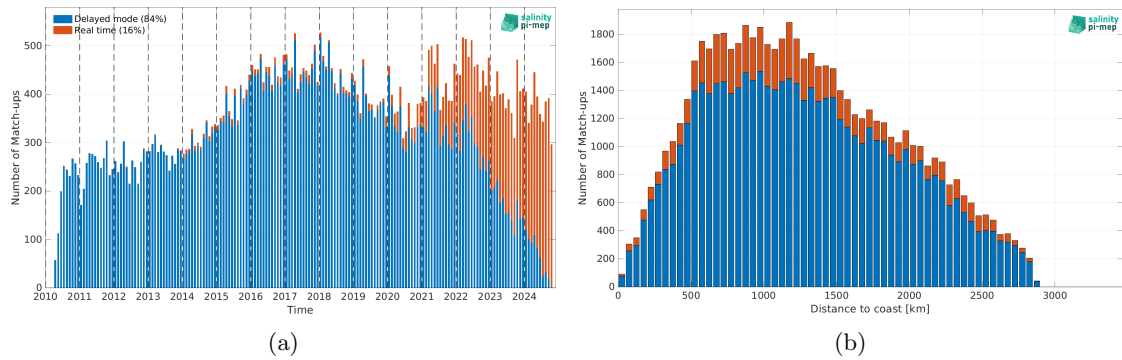 Delayed mode (84%)
Real time (16%)
salinity
pi-mep
500
400
300
200
100
0
Number of Match-ups
2010 2011 2012 2013 2014 2015 2016 2017 2018 2019 2020 2021 2022 2023 2024
Time
(a)
salinity
pi-mep
1800
1600
1400
1200
1000
800
600
400
200
0
Number of Match-ups
0 500 1000 1500 2000 2500 3000
Distance to coast [km]
(b)